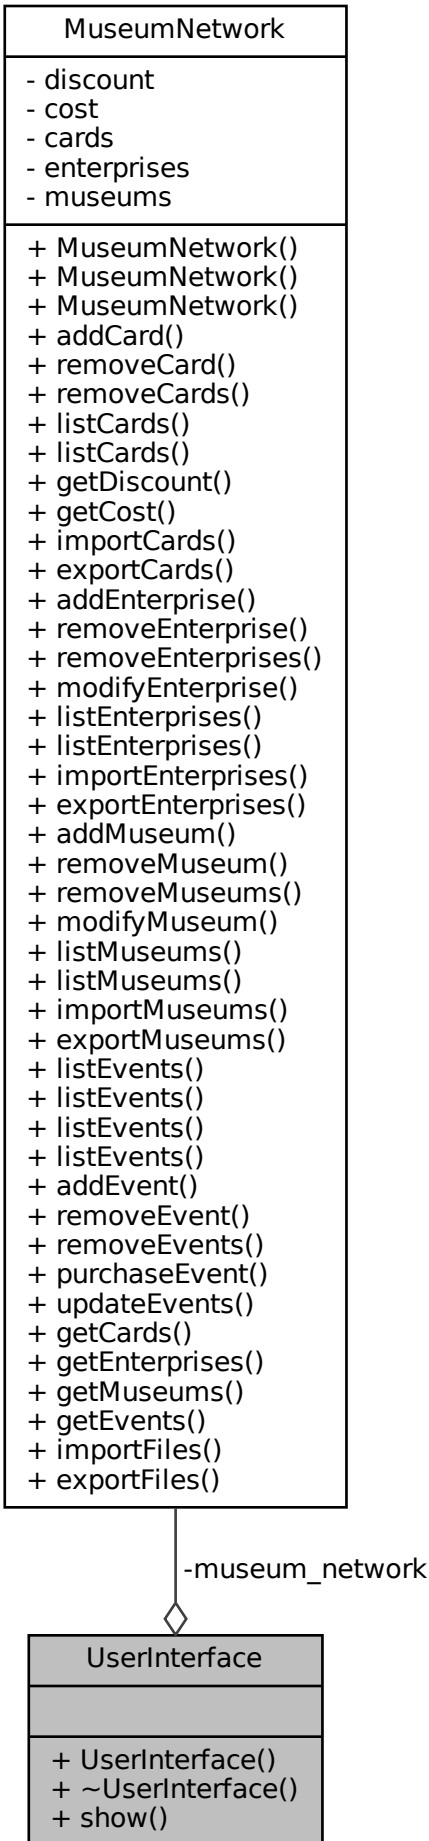 MuseumNetwork
- discount
- cost
- cards
- enterprises
- museums
+ MuseumNetwork()
+ MuseumNetwork()
+ MuseumNetwork()
+ addCard()
+ removeCard()
+ removeCards()
+ listCards()
+ listCards()
+ getDiscount()
+ getCost()
+ importCards()
+ exportCards()
+ addEnterprise()
+ removeEnterprise()
+ removeEnterprises()
+ modifyEnterprise()
+ listEnterprises()
+ listEnterprises()
+ importEnterprises()
+ exportEnterprises()
+ addMuseum()
+ removeMuseum()
+ removeMuseums()
+ modifyMuseum()
+ listMuseums()
+ listMuseums()
+ importMuseums()
+ exportMuseums()
+ listEvents()
+ listEvents()
+ listEvents()
+ listEvents()
+ addEvent()
+ removeEvent()
+ removeEvents()
+ purchaseEvent()
+ updateEvents()
+ getCards()
+ getEnterprises()
+ getMuseums()
+ getEvents()
+ importFiles()
+ exportFiles()
-museum_network
UserInterface
+ UserInterface()
+ ~UserInterface()
+ show()